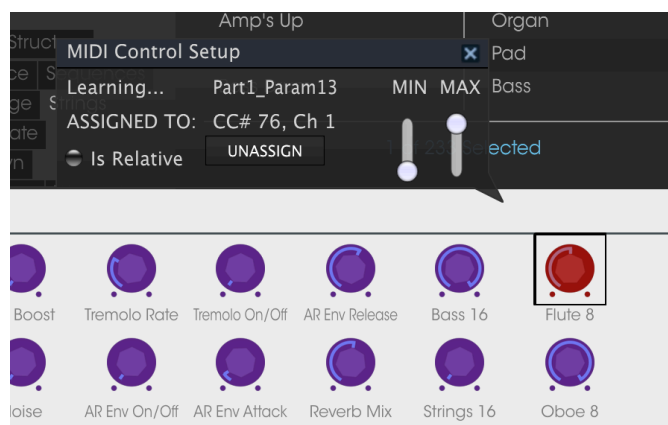 Amp's Up
Organ
MIDI Control Setup
Pad
Learning...
Part1_Param13
MIN
MAX
Bass
ASSIGNED TO:
CC# 76, Ch 1
Is Relative
UNASSIGN
Selected
Boost
Tremolo Rate
Tremolo On/Off
AR Env Release
Bass 16
Flute 8
AR Env On/Off
AR Env Attack
Reverb Mix
Strings 16
Oboe 8